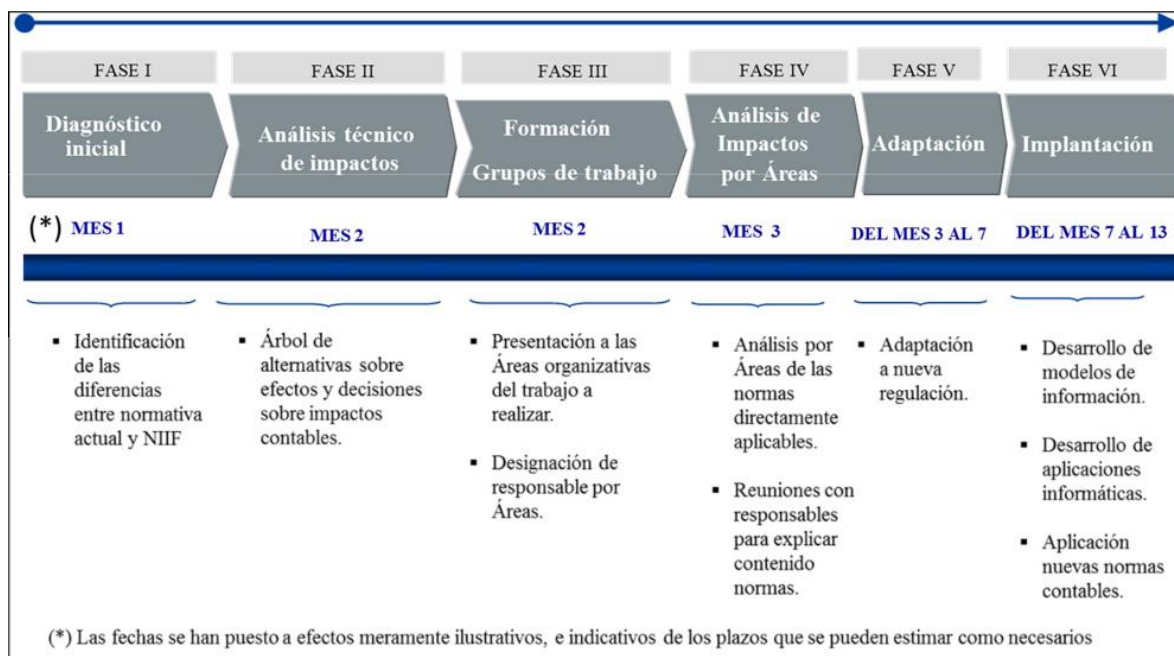 FASE I
FASE II
FASE III
FASE IV
FASE V
FASE VI
Diagnóstico
inicial
Análisis técnico
de impactos
Formación
Grupos de trabajo
Análisis de
Impactos
por Áreas
Adaptación
Implantación
(*) MES 1
MES 2
MES 2
MES 3
DEL MES 3 AL 7
DEL MES 7 AL 13
▪ Identificación
de las
diferencias
entre normativa
actual y NIIF
▪ Árbol de
alternativas sobre
efectos y decisiones
sobre impactos
contables.
▪ Presentación a las
Áreas organizativas
del trabajo a
realizar.
▪ Designación de
responsable por
Áreas.
▪ Análisis por
Áreas de las
normas
directamente
aplicables.
▪ Reuniones con
responsables
para explicar
contenido
normas.
▪ Adaptación
a nueva
regulación.
▪ Desarrollo de
modelos de
información.
▪ Desarrollo de
aplicaciones
informáticas.
▪ Aplicación
nuevas normas
contables.
(*) Las fechas se han puesto a efectos meramente ilustrativos, e indicativos de los plazos que se pueden estimar como necesarios